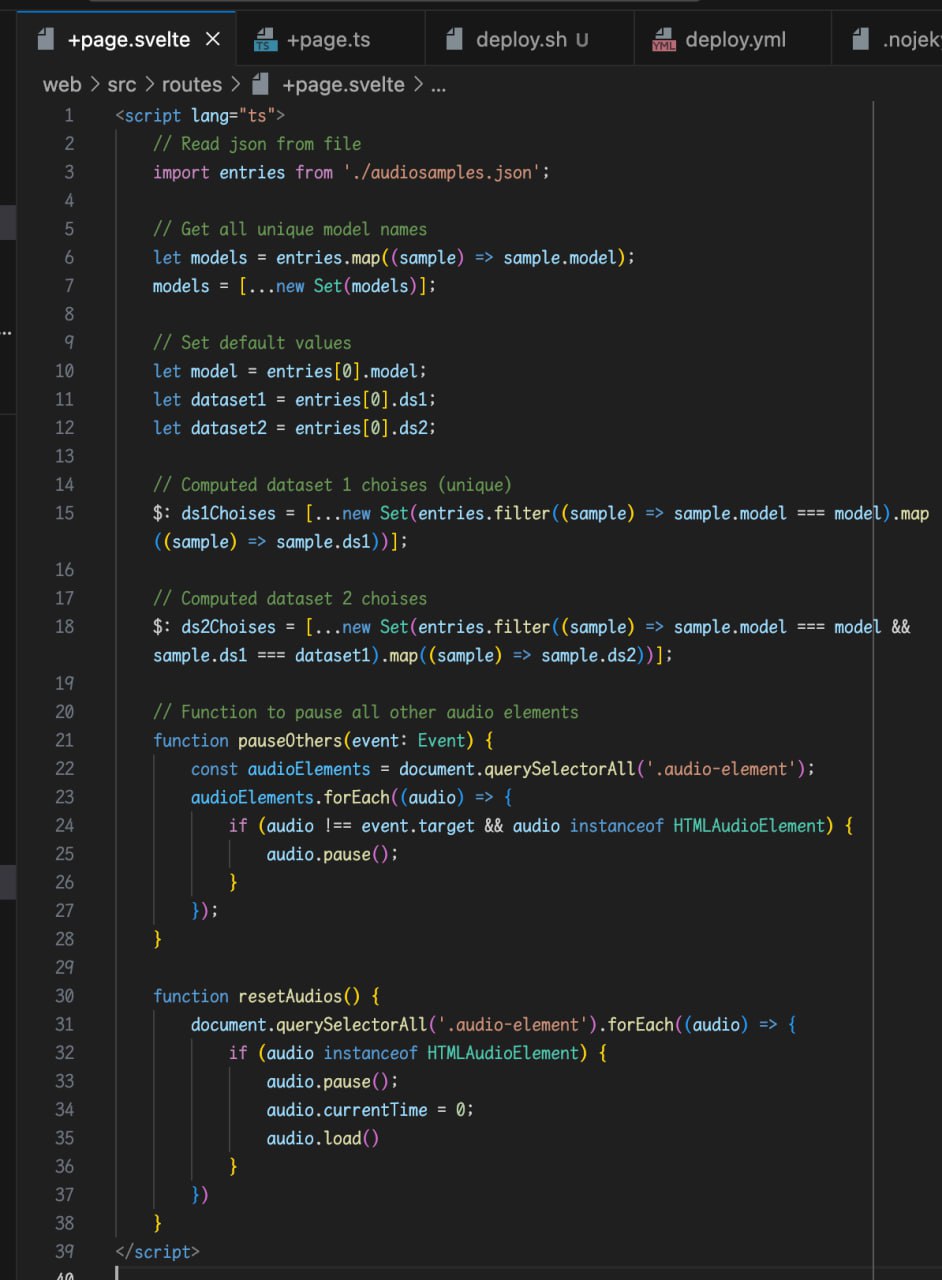 +page.svelte ×
TS +page.ts
deploy.sh U
YML deploy.yml
.nojek
web > src > routes > +page.svelte > ...
1 <script lang="ts">
2 // Read json from file
3 import entries from './audiosamples.json';
4
5 // Get all unique model names
6 let models = entries.map((sample) => sample.model);
7 models = [...new Set(models)];
8
9 // Set default values
10 let model = entries[0].model;
11 let dataset1 = entries[0].ds1;
12 let dataset2 = entries[0].ds2;
13
14 // Computed dataset 1 choises (unique)
15 $: ds1Choises = [...new Set(entries.filter((sample) => sample.model === model).map
((sample) => sample.ds1))];
16
17 // Computed dataset 2 choises
18 $: ds2Choises = [...new Set(entries.filter((sample) => sample.model === model &&
sample.ds1 === dataset1).map((sample) => sample.ds2))];
19
20 // Function to pause all other audio elements
21 function pauseOthers(event: Event) {
22 const audioElements = document.querySelectorAll('.audio-element');
23 audioElements.forEach((audio) => {
24 if (audio !== event.target && audio instanceof HTMLAudioElement) {
25 audio.pause();
26 }
27 });
28 }
29
30 function resetAudios() {
31 document.querySelectorAll('.audio-element').forEach((audio) => {
32 if (audio instanceof HTMLAudioElement) {
33 audio.pause();
34 audio.currentTime = 0;
35 audio.load()
36 }
37 })
38 }
39 </script>
40